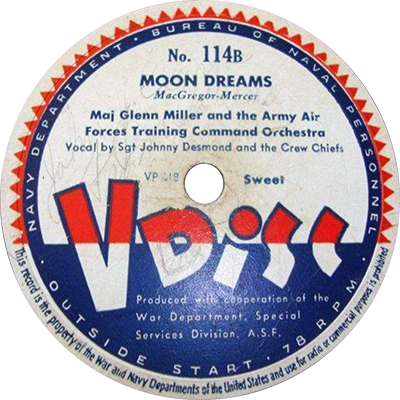 NAVY DEPARTMENT · BUREAU OF NAVAL PERSONNEL
No. 114B
MOON DREAMS
MacGregor-Mercer
Maj Glenn Miller and the Army Air
Forces Training Command Orchestra
Vocal by Sgt Johnny Desmond and the Crew Chiefs
Sweet
V Disc
Produced with cooperation of the
War Department, Special
Services Division, A.S.F.
OUTSIDE START · 78 RPM ·
This record is the property of the War and Navy Departments of the United States and use for radio or commercial purposes is prohibited